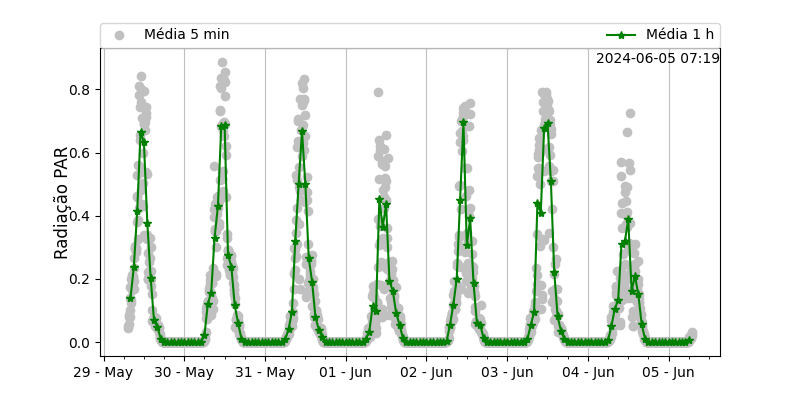 Média 5 min
Média 1 h
2024-06-05 07:19
Radiação PAR
0.8
0.6
0.4
0.2
0.0
29 - May
30 - May
31 - May
01 - Jun
02 - Jun
03 - Jun
04 - Jun
05 - Jun